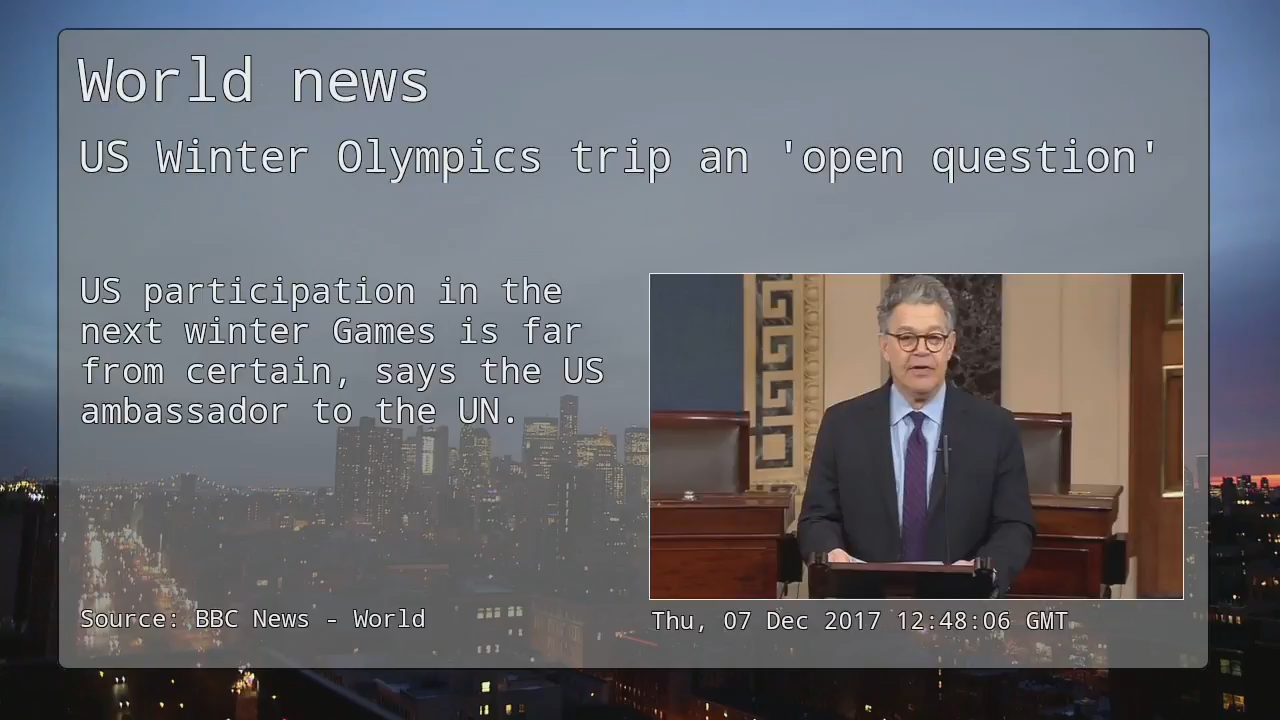 World news
US Winter Olympics trip an 'open question'
US participation in the
next winter Games is far
from certain, says the US
ambassador to the UN.
Source: BBC News - World
Thu, 07 Dec 2017 12:48:06 GMT